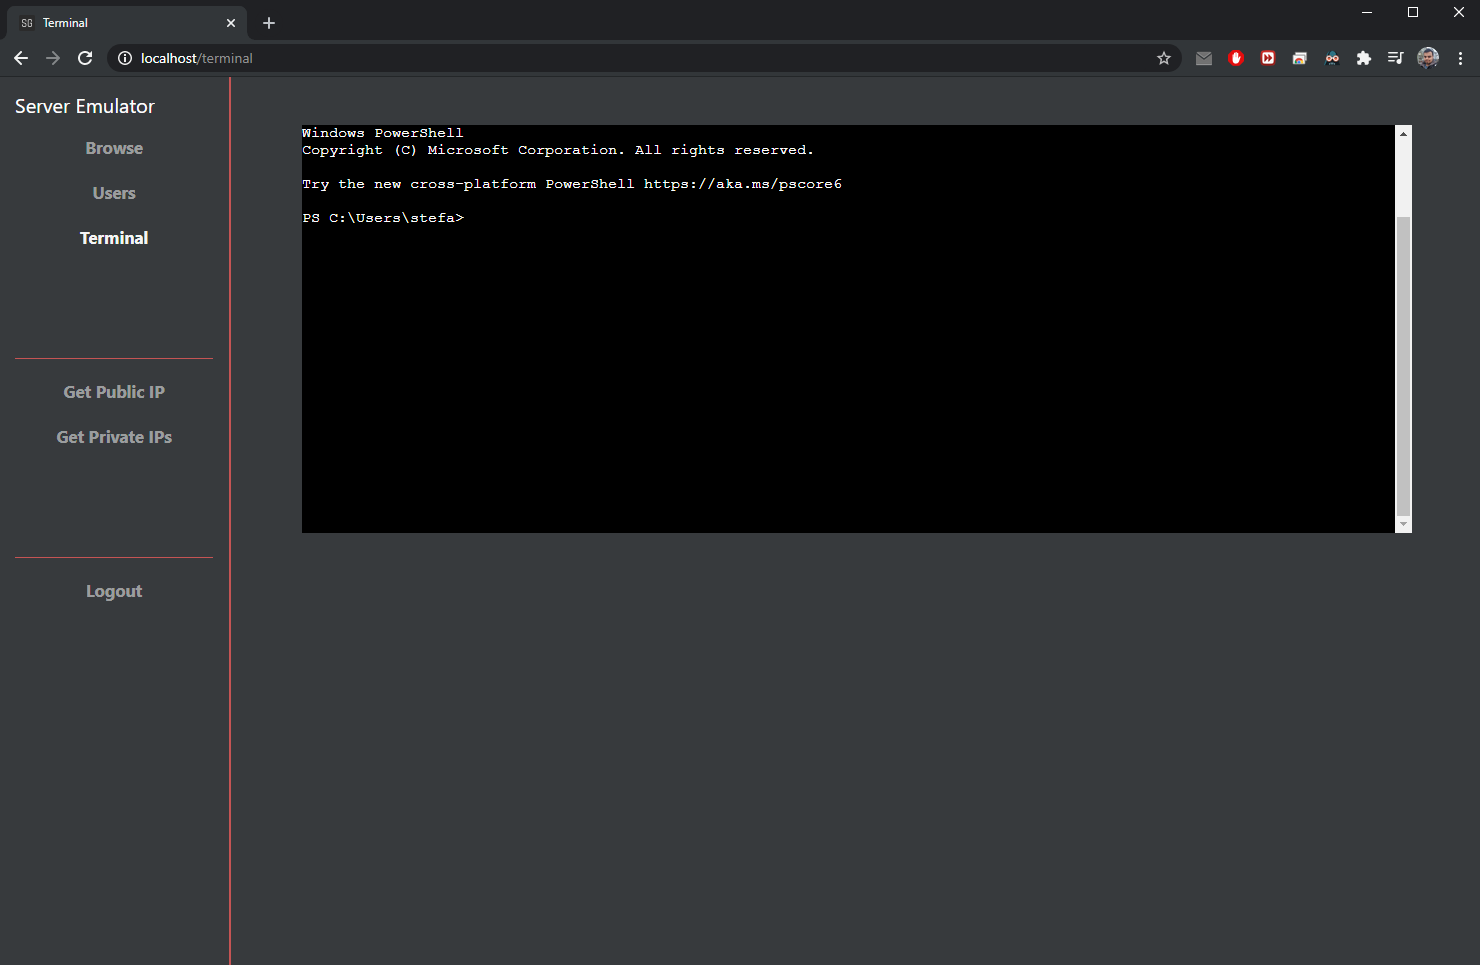 SG Terminal
localhost/terminal
Server Emulator
Browse
Users
Terminal
Get Public IP
Get Private IPs
Logout
Windows PowerShell
Copyright (C) Microsoft Corporation. All rights reserved.
Try the new cross-platform PowerShell https://aka.ms/pscore6
PS C:\Users\stefa>